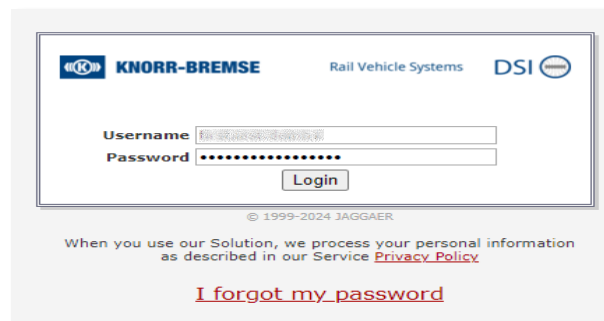 «K» KNORR-BREMSE Rail Vehicle Systems DSI
Username
Password •••••••••••••••••
Login
© 1999-2024 JAGGAER
When you use our Solution, we process your personal information
as described in our Service Privacy Policy
I forgot my password